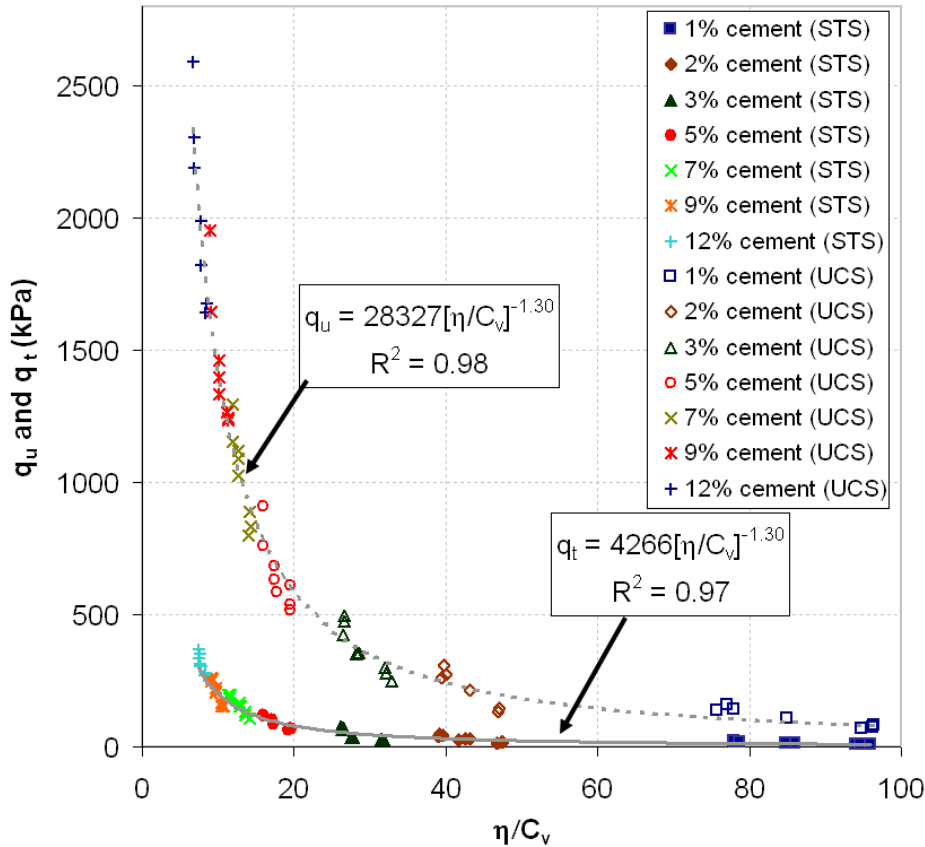 q_u and q_t (kPa)
2500
2000
1500
1000
500
0
0 20 40 60 80 100
η/C_v
q_u = 28327[η/C_v]^-1.30
R² = 0.98
q_t = 4266[η/C_v]^-1.30
R² = 0.97
1% cement (STS)
2% cement (STS)
3% cement (STS)
5% cement (STS)
7% cement (STS)
9% cement (STS)
12% cement (STS)
1% cement (UCS)
2% cement (UCS)
3% cement (UCS)
5% cement (UCS)
7% cement (UCS)
9% cement (UCS)
12% cement (UCS)